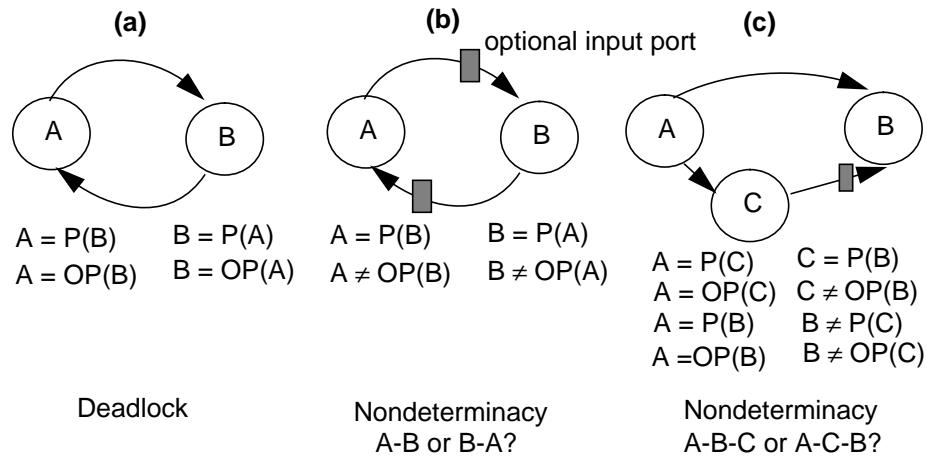 (a)
(b)
(c)
optional input port
A
B
A
B
A
B
C
A = P(B)
B = P(A)
A = OP(B)
B = OP(A)
A = P(B)
B = P(A)
A ≠ OP(B)
B ≠ OP(A)
A = P(C)
C = P(B)
A = OP(C)
C ≠ OP(B)
A = P(B)
B ≠ P(C)
A =OP(B)
B ≠ OP(C)
Deadlock
Nondeterminacy
A-B or B-A?
Nondeterminacy
A-B-C or A-C-B?